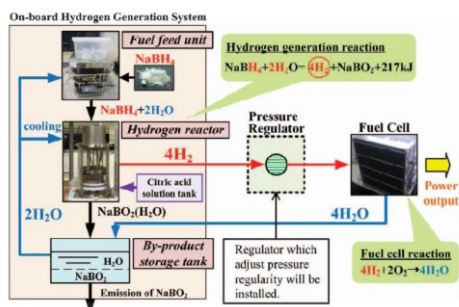 On-board Hydrogen Generation System
Fuel feed unit
NaBH₄
NaBH₄+2H₂O
cooling
Hydrogen reactor
4H₂
Citric acid
solution tank
2H₂O
NaBO₂(H₂O)
By-product
storage tank
H₂O
NaBO₂
Emission of NaBO₂
Hydrogen generation reaction
NaBH₄+2H₂O→4H₂+NaBO₂+217kJ
Pressure
Regulator
Fuel Cell
Power
output
4H₂O
Regulator which
adjust pressure
regularity will be
installed.
Fuel cell reaction
4H₂+2O₂→4H₂O